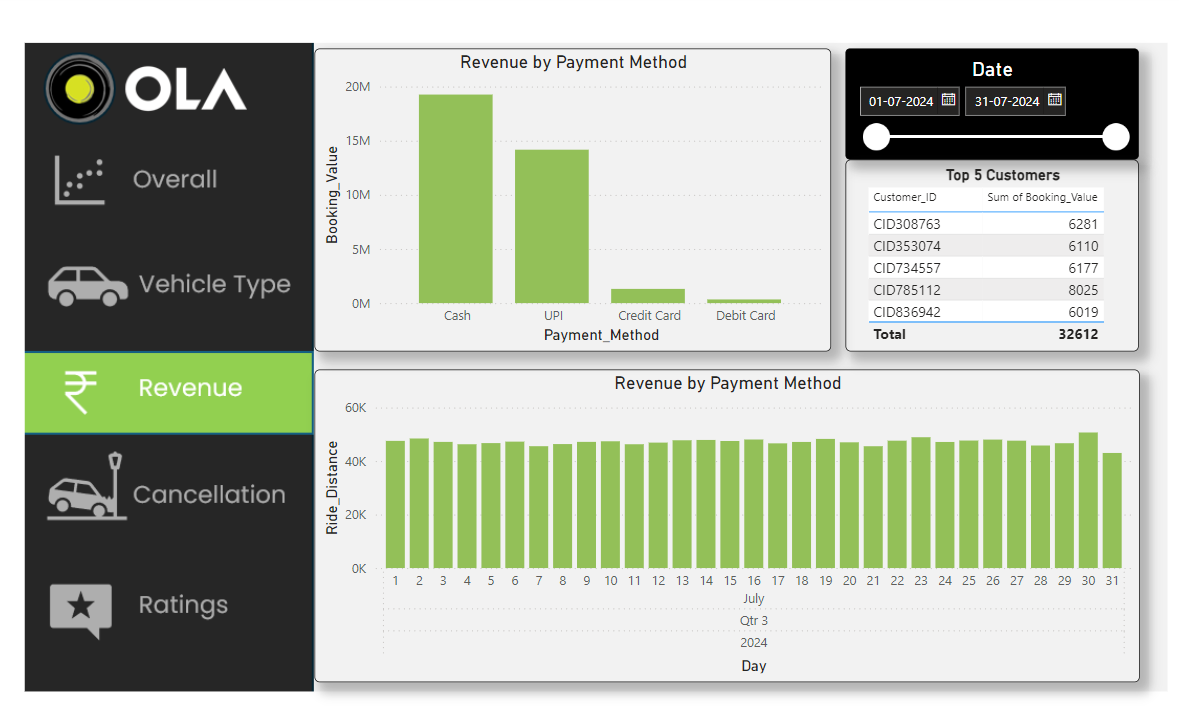 OLA
Overall
Vehicle Type
Revenue
Cancellation
Ratings
Revenue by Payment Method
Booking_Value
20M
15M
10M
5M
0M
Cash UPI Credit Card Debit Card
Payment_Method
Date
01-07-2024 31-07-2024
Top 5 Customers
Customer_ID Sum of Booking_Value
CID308763 6281
CID353074 6110
CID734557 6177
CID785112 8025
CID836942 6019
Total 32612
Revenue by Payment Method
Ride_Distance
60K
40K
20K
0K
1 2 3 4 5 6 7 8 9 10 11 12 13 14 15 16 17 18 19 20 21 22 23 24 25 26 27 28 29 30 31
July
Qtr 3
2024
Day